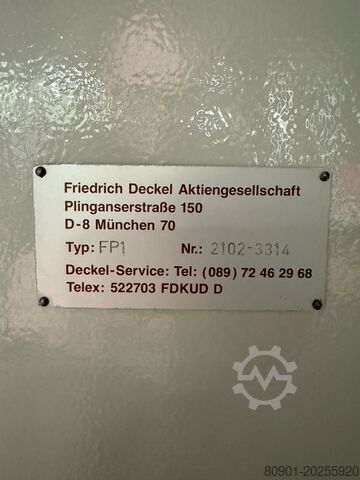 Friedrich Deckel Aktiengesellschaft
Plinganserstraße 150
D-8 München 70
Typ: FP1 Nr.: 2102-3314
Deckel-Service: Tel: (089) 72 46 29 68
Telex: 522703 FDKUD D
80901-20255920